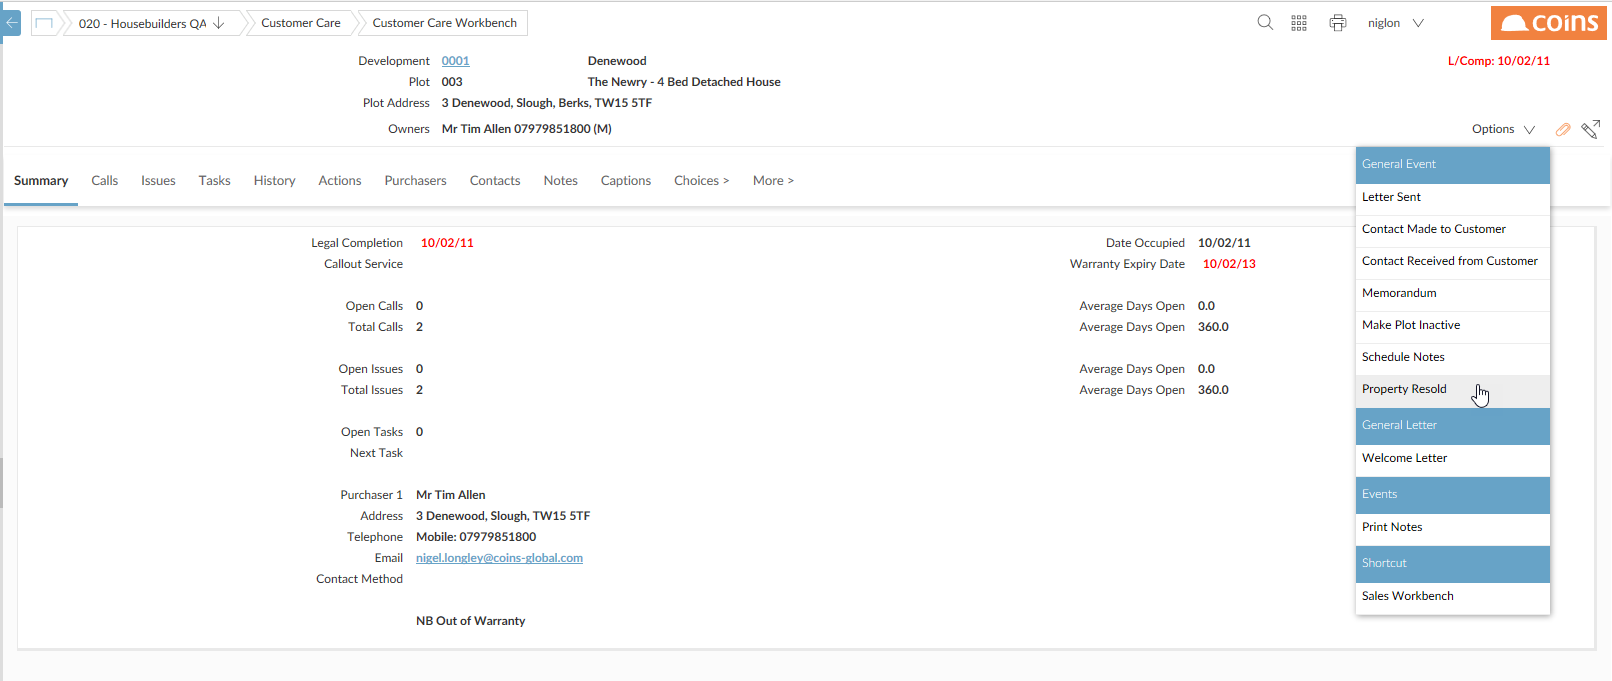 020 - Housebuilders QA
Customer Care
Customer Care Workbench
niglon
coins
Development 0001 Denewood
L/Comp: 10/02/11
Plot 003 The Newry - 4 Bed Detached House
Plot Address 3 Denewood, Slough, Berks, TW15 5TF
Owners Mr Tim Allen 07979851800 (M)
Options
Summary Calls Issues Tasks History Actions Purchasers Contacts Notes Captions Choices > More >
Legal Completion 10/02/11
Date Occupied 10/02/11
Callout Service
Warranty Expiry Date 10/02/13
Open Calls 0
Average Days Open 0.0
Total Calls 2
Average Days Open 360.0
Open Issues 0
Average Days Open 0.0
Total Issues 2
Average Days Open 360.0
Open Tasks 0
Next Task
Purchaser 1 Mr Tim Allen
Address 3 Denewood, Slough, TW15 5TF
Telephone Mobile: 07979851800
Email nigel.longley@coins-global.com
Contact Method
NB Out of Warranty
General Event
Letter Sent
Contact Made to Customer
Contact Received from Customer
Memorandum
Make Plot Inactive
Schedule Notes
Property Resold
General Letter
Welcome Letter
Events
Print Notes
Shortcut
Sales Workbench